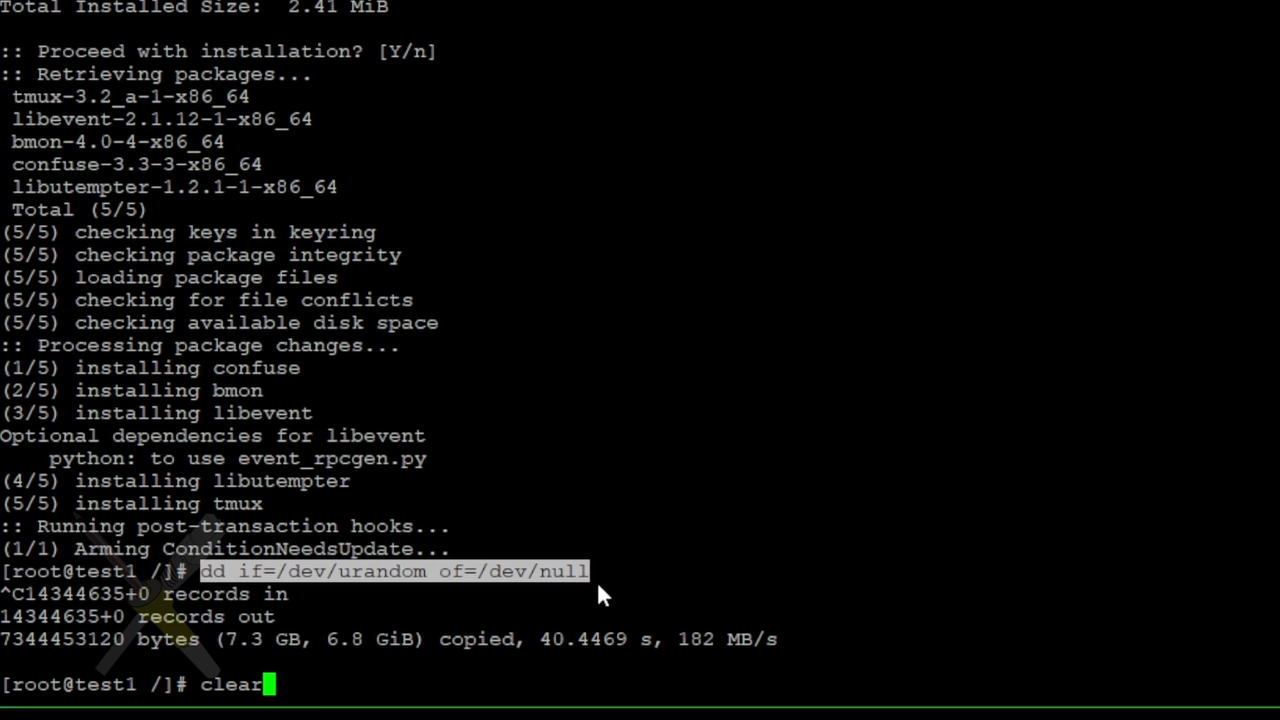 Total Installed Size:  2.41 MiB
:: Proceed with installation? [Y/n]
:: Retrieving packages...
 tmux-3.2_a-1-x86_64
 libevent-2.1.12-1-x86_64
 bmon-4.0-4-x86_64
 confuse-3.3-3-x86_64
 libutempter-1.2.1-1-x86_64
 Total (5/5)
(5/5) checking keys in keyring
(5/5) checking package integrity
(5/5) loading package files
(5/5) checking for file conflicts
(5/5) checking available disk space
:: Processing package changes...
(1/5) installing confuse
(2/5) installing bmon
(3/5) installing libevent
Optional dependencies for libevent
    python: to use event_rpcgen.py
(4/5) installing libutempter
(5/5) installing tmux
:: Running post-transaction hooks...
(1/1) Arming ConditionNeedsUpdate...
[root@test1 /]# dd if=/dev/urandom of=/dev/null
^C14344635+0 records in
14344635+0 records out
7344453120 bytes (7.3 GB, 6.8 GiB) copied, 40.4469 s, 182 MB/s
[root@test1 /]# clear